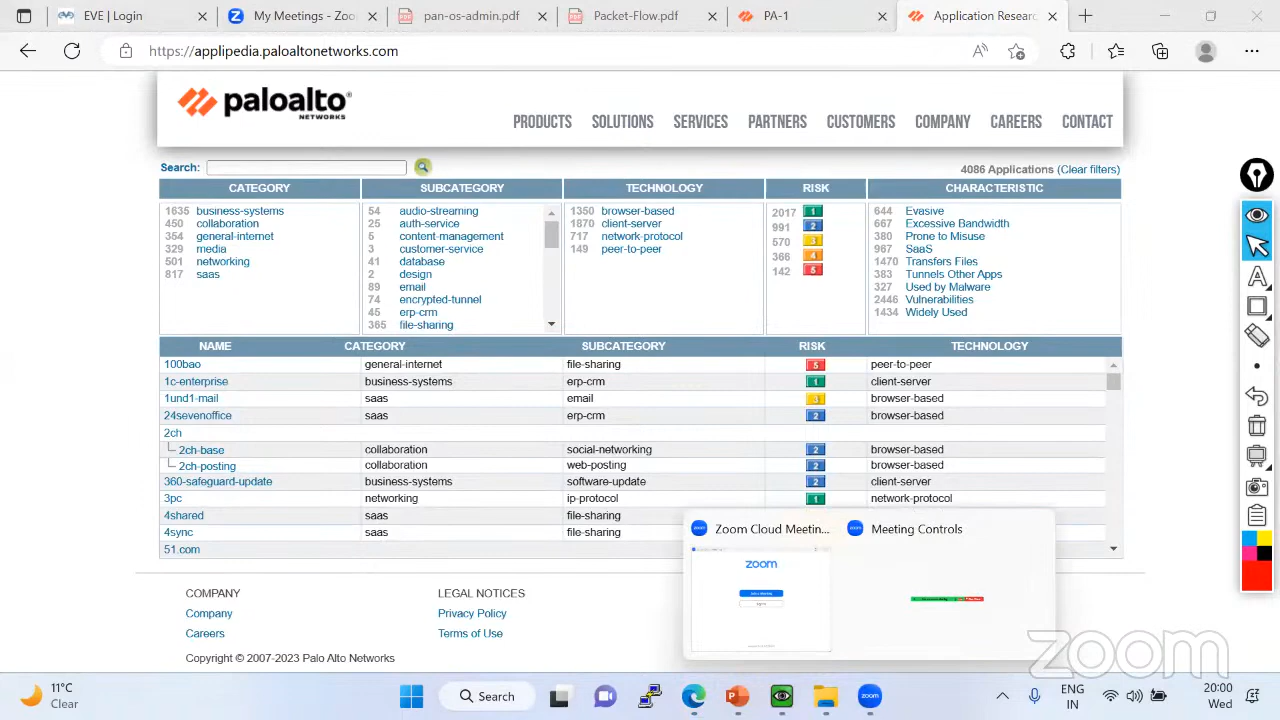 EVE | Login
My Meetings - Zoo
PAN-OS.pdf
Packet-Flow.pdf
PA-1
Application Resear
https://applipedia.paloaltonetworks.com
paloalto®
NETWORKS
PRODUCTS SOLUTIONS SERVICES PARTNERS CUSTOMERS COMPANY CAREERS CONTACT
Search:
4086 Applications (Clear filters)
CATEGORY SUBCATEGORY TECHNOLOGY RISK CHARACTERISTIC
1635 business-systems 54 audio-streaming 1350 browser-based 2017 1 644 Evasive
450 collaboration 25 auth-service 1870 client-server 991 2 667 Excessive Bandwidth
354 general-internet 5 content-management 717 network-protocol 570 3 380 Prone to Misuse
329 media 3 customer-service 149 peer-to-peer 366 4 967 SaaS
501 networking 41 database 142 5 1470 Transfers Files
817 saas 2 design 383 Tunnels Other Apps
89 email 327 Used by Malware
74 encrypted-tunnel 2446 Vulnerabilities
45 erp-crm 1434 Widely Used
365 file-sharing
NAME CATEGORY SUBCATEGORY RISK TECHNOLOGY
100bao general-internet file-sharing 5 peer-to-peer
1c-enterprise business-systems erp-crm 1 client-server
1und1-mail saas email 3 browser-based
24sevenoffice saas erp-crm 2 browser-based
2ch
2ch-base collaboration social-networking 2 browser-based
2ch-posting collaboration web-posting 2 browser-based
360-safeguard-update business-systems software-update 2 client-server
3pc networking ip-protocol 1 network-protocol
4shared saas file-sharing
4sync saas file-sharing
51.com
Zoom Cloud Meetin...
Meeting Controls
zoom
COMPANY LEGAL NOTICES
Company Privacy Policy
Careers Terms of Use
Copyright © 2007-2023 Palo Alto Networks
zoom
11°C
Clear
Search
zoom
ENG
IN
20:00
Wed